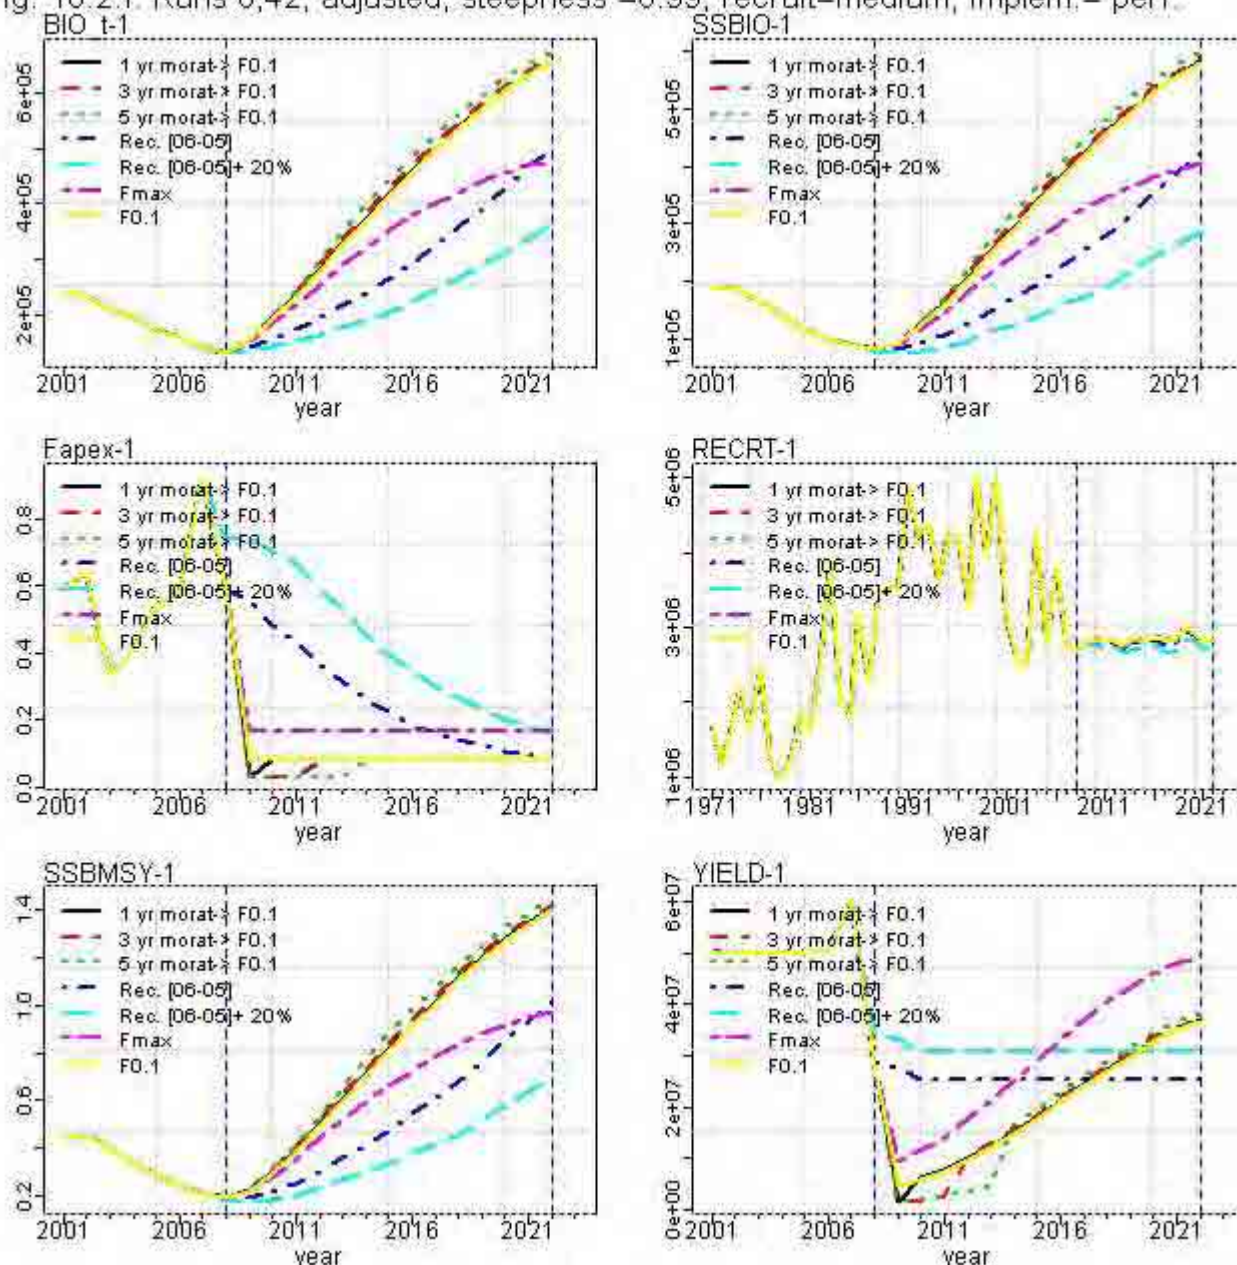 Fig. 10.2.1. Runs 0,42, adjusted, steepness =0.99, recruit=medium, implem.= perf.
BIO_t-1
1 yr morat-> F0.1
3 yr morat-> F0.1
5 yr morat-> F0.1
Rec. [06-05]
Rec. [06-05]+ 20%
Fmax
F0.1
6e+05
4e+05
2e+05
2001 2006 2011 2016 2021
year
SSBIO-1
1 yr morat-> F0.1
3 yr morat-> F0.1
5 yr morat-> F0.1
Rec. [06-05]
Rec. [06-05]+ 20%
Fmax
F0.1
5e+05
3e+05
1e+05
2001 2006 2011 2016 2021
year
Fapex-1
1 yr morat-> F0.1
3 yr morat-> F0.1
5 yr morat-> F0.1
Rec. [06-05]
Rec. [06-05]+ 20%
Fmax
F0.1
0.8
0.6
0.4
0.2
0.0
2001 2006 2011 2016 2021
year
RECRT-1
1 yr morat-> F0.1
3 yr morat-> F0.1
5 yr morat-> F0.1
Rec. [06-05]
Rec. [06-05]+ 20%
Fmax
F0.1
5e+06
3e+06
1e+06
1971 1981 1991 2001 2011 2021
year
SSBMSY-1
1 yr morat-> F0.1
3 yr morat-> F0.1
5 yr morat-> F0.1
Rec. [06-05]
Rec. [06-05]+ 20%
Fmax
F0.1
1.4
1.0
0.6
0.2
2001 2006 2011 2016 2021
year
YIELD-1
1 yr morat-> F0.1
3 yr morat-> F0.1
5 yr morat-> F0.1
Rec. [06-05]
Rec. [06-05]+ 20%
Fmax
F0.1
6e+07
4e+07
2e+07
0e+00
2001 2006 2011 2016 2021
year